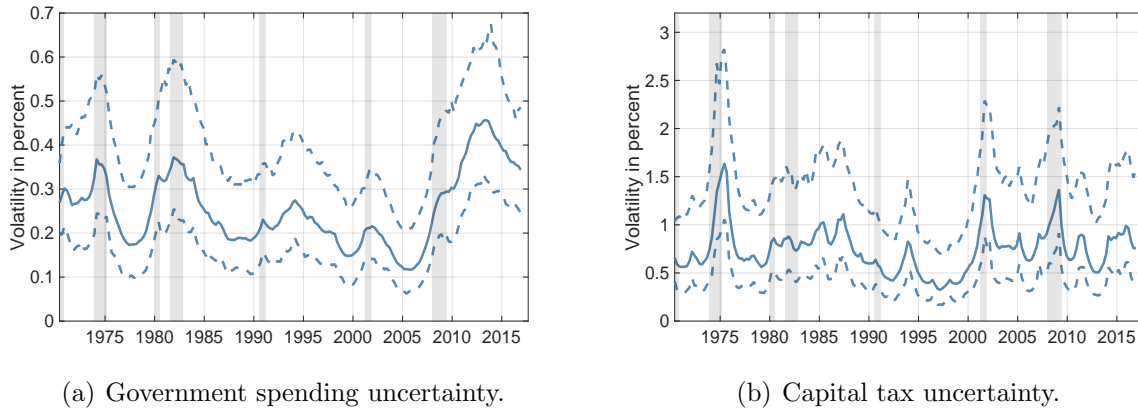 0.7
0.6
0.5
0.4
0.3
0.2
0.1
0
Volatility in percent
1975 1980 1985 1990 1995 2000 2005 2010 2015
(a) Government spending uncertainty.
3
2.5
2
1.5
1
0.5
0
Volatility in percent
1975 1980 1985 1990 1995 2000 2005 2010 2015
(b) Capital tax uncertainty.